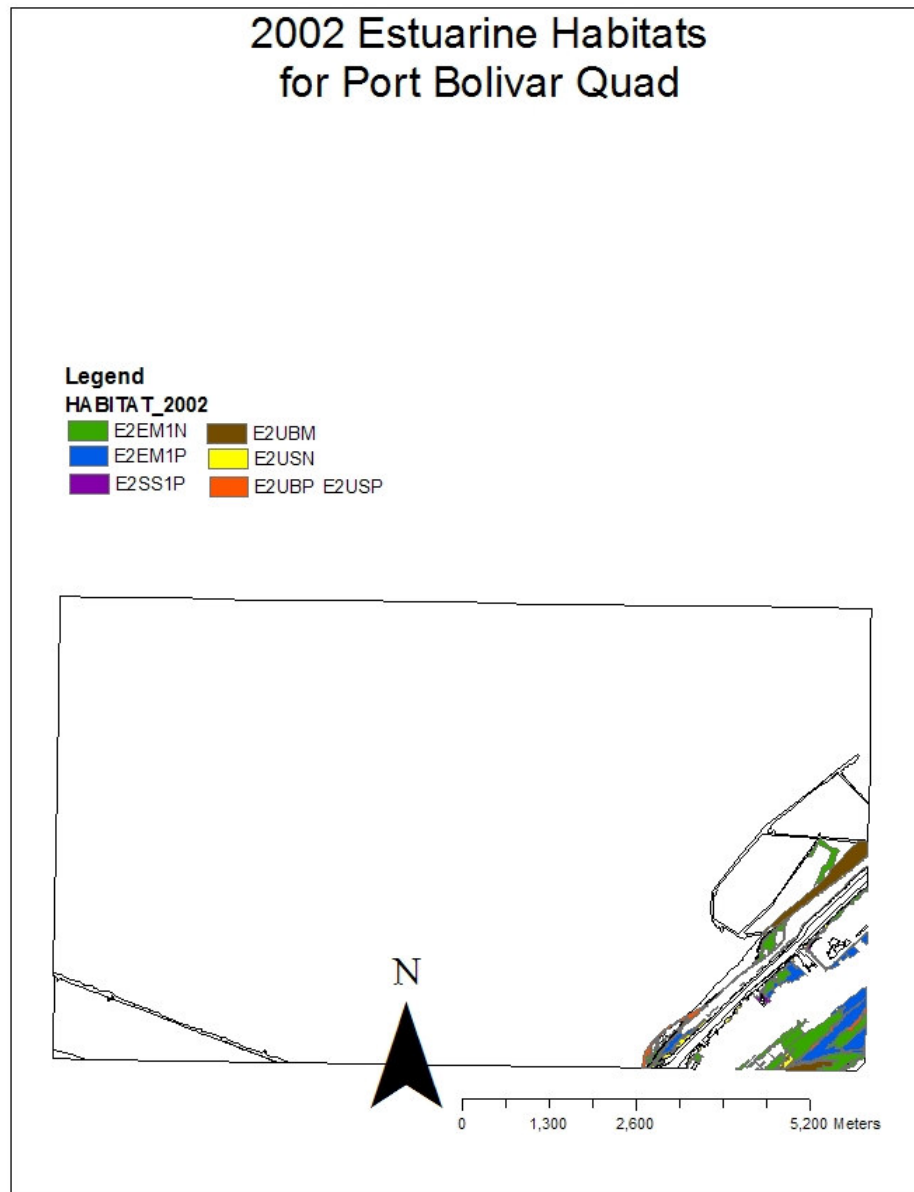 2002 Estuarine Habitats
for Port Bolivar Quad
Legend
HABITAT_2002
E2EM1N E2UBM
E2EM1P E2USN
E2SS1P E2UBP E2USP
N
0 1,300 2,600 5,200 Meters